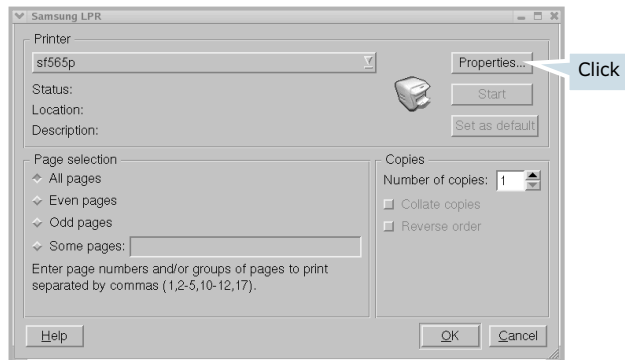 Samsung LPR
Printer
sf565p
Properties...
Click
Status:
Start
Location:
Description:
Set as default
Page selection
All pages
Even pages
Odd pages
Some pages:
Enter page numbers and/or groups of pages to print
separated by commas (1,2-5,10-12,17).
Copies
Number of copies: 1
Collate copies
Reverse order
Help
OK
Cancel